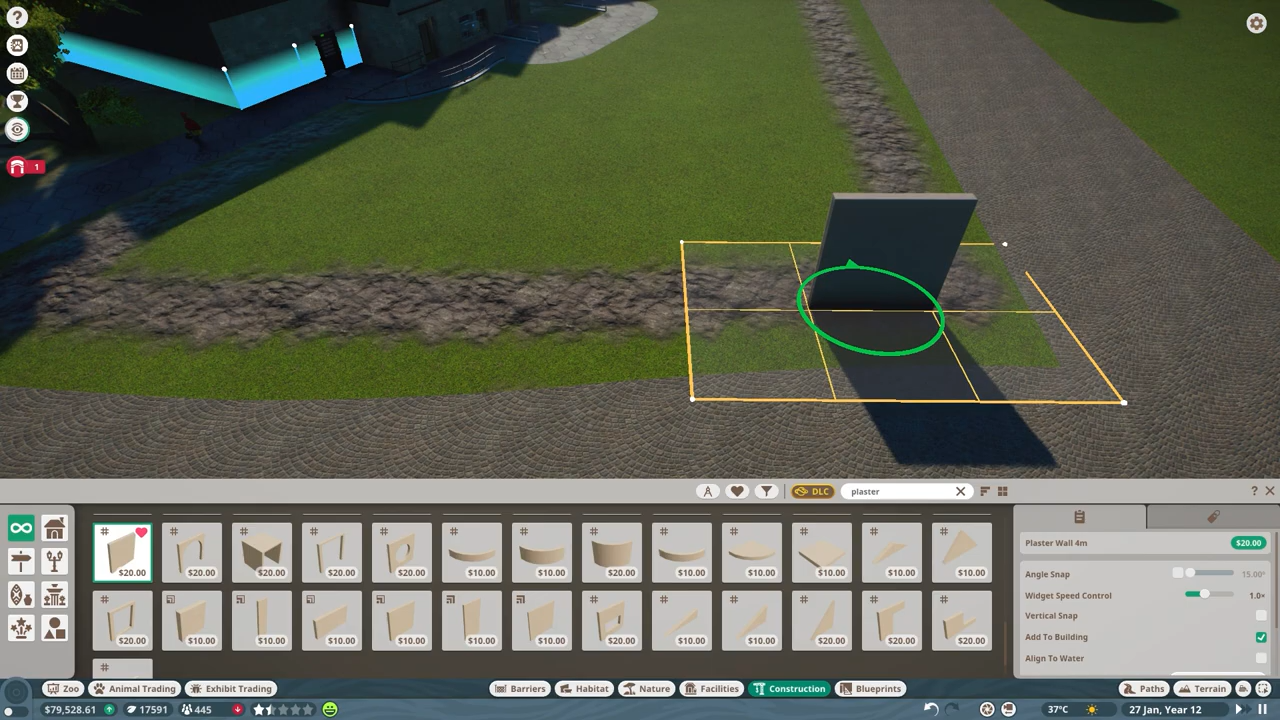 ?
1
DLC
plaster
?
$20.00 $20.00 $20.00 $20.00 $20.00 $10.00 $10.00 $20.00 $10.00 $10.00 $10.00 $10.00 $10.00
$20.00 $10.00 $10.00 $10.00 $10.00 $10.00 $10.00 $20.00 $10.00 $10.00 $20.00 $20.00 $20.00
Plaster Wall 4m $20.00
Angle Snap 15.00°
Widget Speed Control 1.0×
Vertical Snap
Add To Building
Align To Water
Zoo Animal Trading Exhibit Trading Barriers Habitat Nature Facilities Construction Blueprints Paths Terrain
$79,528.61 17591 445 37°C 27 Jan, Year 12